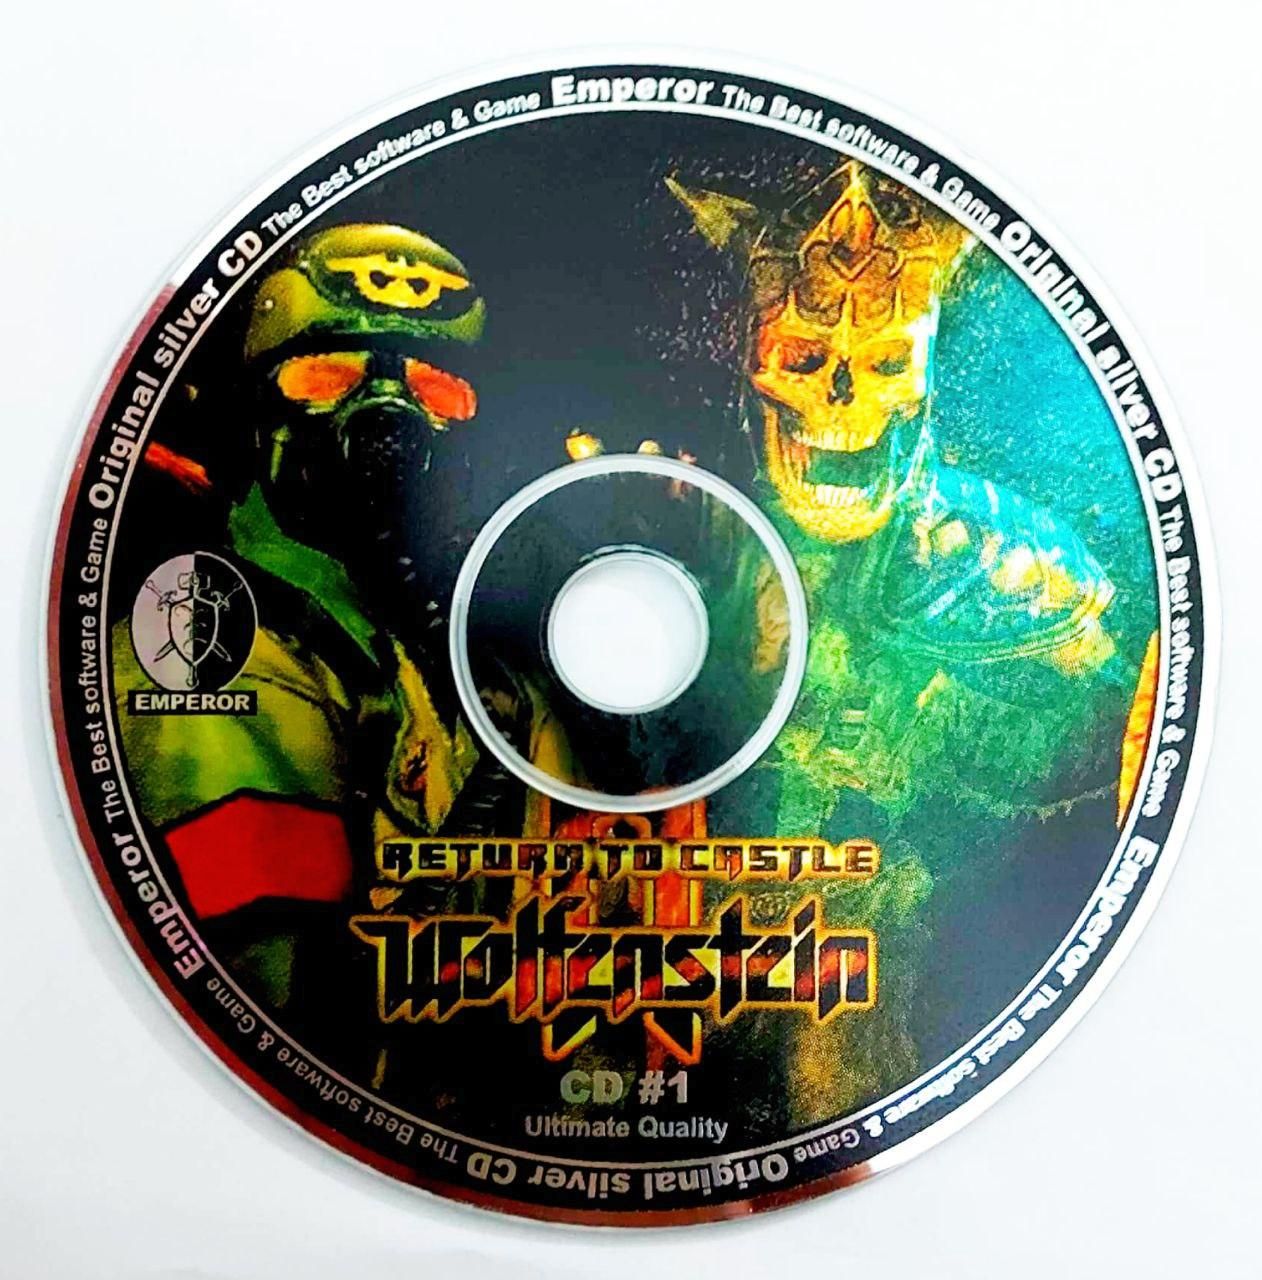 Emperor The Best software & Game Original silver CD The Best software & Game Emperor The Best software & Game Original silver CD The Best software & Game Emperor The Best software & Game Original silver CD The Best software & Game
EMPEROR
RETURN TO CASTLE
Wolfenstein
CD #1
Ultimate Quality